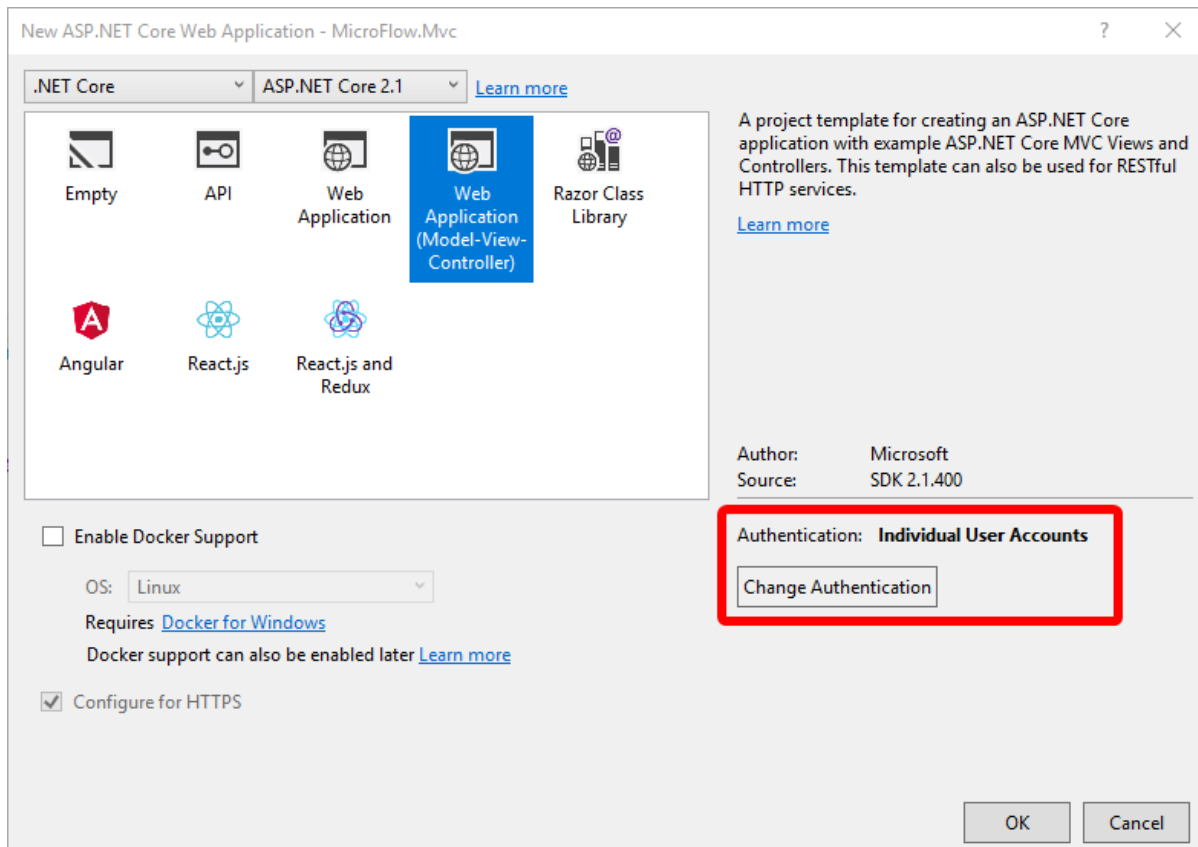 New ASP.NET Core Web Application - MicroFlow.Mvc
?
.NET Core
ASP.NET Core 2.1
Learn more
Empty
API
Web
Application
Web
Application
(Model-View-
Controller)
Razor Class
Library
Angular
React.js
React.js and
Redux
A project template for creating an ASP.NET Core
application with example ASP.NET Core MVC Views and
Controllers. This template can also be used for RESTful
HTTP services.
Learn more
Author: Microsoft
Source: SDK 2.1.400
Enable Docker Support
OS: Linux
Requires Docker for Windows
Docker support can also be enabled later Learn more
Configure for HTTPS
Authentication: Individual User Accounts
Change Authentication
OK
Cancel